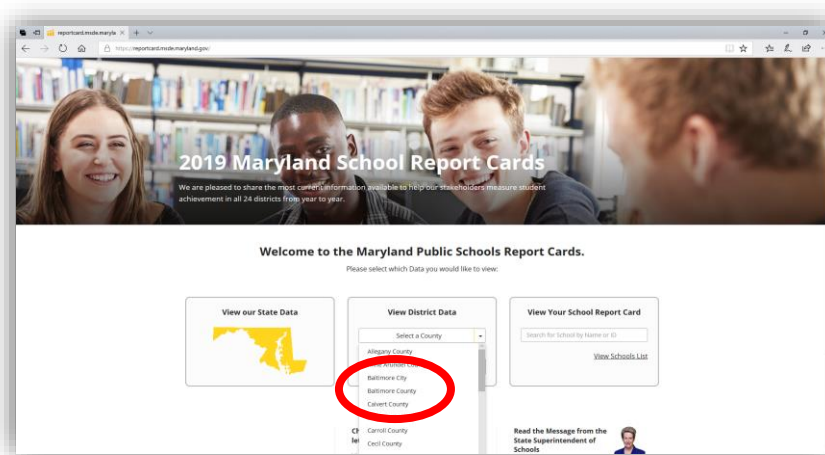 reportcard.msde.maryla
https://reportcard.msde.maryland.gov/
2019 Maryland School Report Cards
We are pleased to share the most current information available to help our stakeholders measure student
achievement in all 24 districts from year to year.
Welcome to the Maryland Public Schools Report Cards.
Please select which Data you would like to view:
View our State Data
View District Data
Select a County
Allegany County
Baltimore City
Baltimore County
Calvert County
Carroll County
Cecil County
View Your School Report Card
Search for School by Name or ID
View Schools List
Read the Message from the
State Superintendent of
Schools